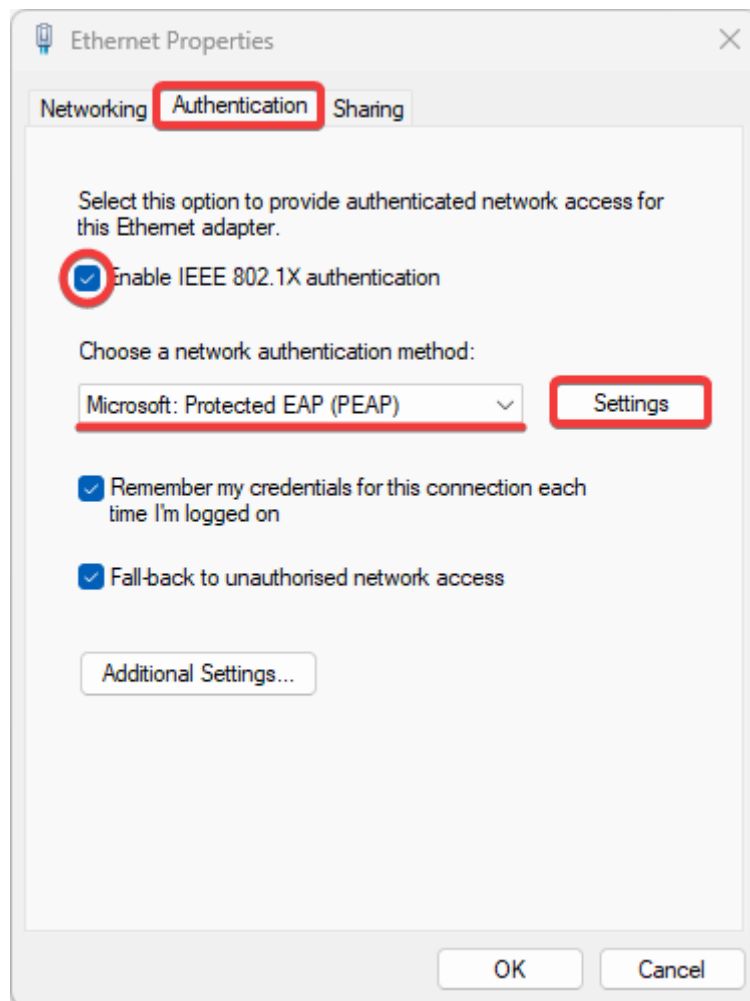 Ethernet Properties
Networking Authentication Sharing
Select this option to provide authenticated network access for
this Ethernet adapter.
Enable IEEE 802.1X authentication
Choose a network authentication method:
Microsoft: Protected EAP (PEAP) Settings
Remember my credentials for this connection each
time I'm logged on
Fall-back to unauthorised network access
Additional Settings...
OK Cancel